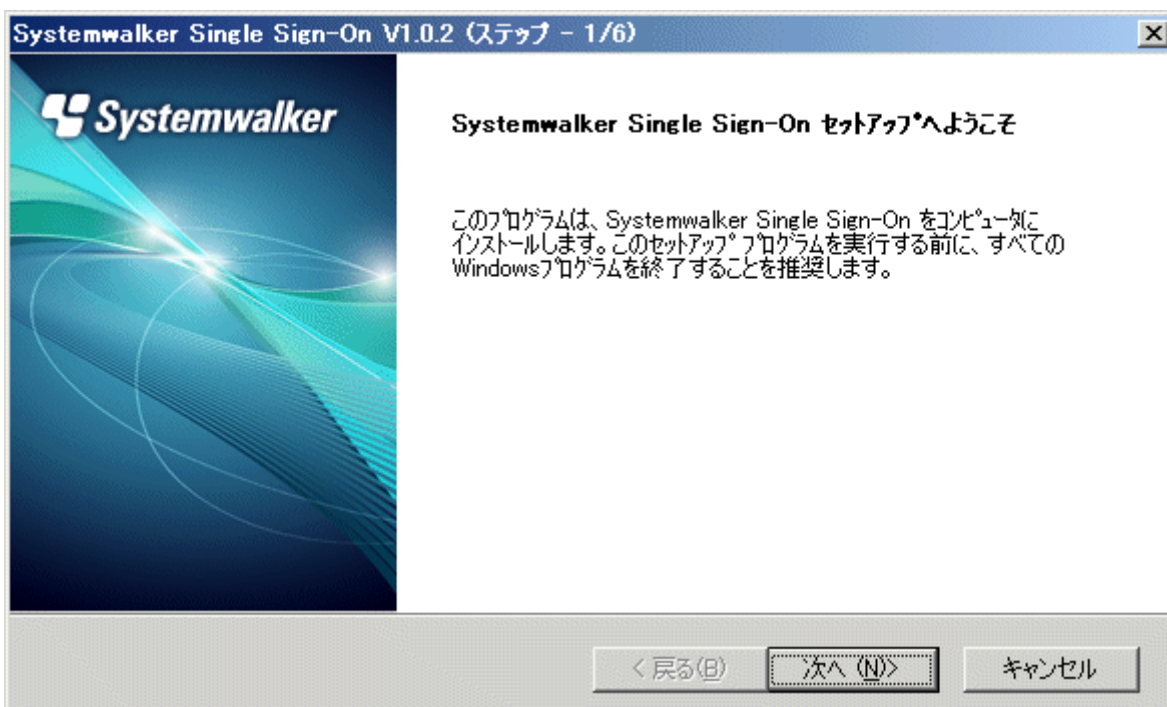 Systemwalker Single Sign-On V1.0.2 (ステップ - 1/6)
Systemwalker
Systemwalker Single Sign-On セットアップへようこそ
このプログラムは、Systemwalker Single Sign-On をコンピュータに
インストールします。このセットアップ プログラムを実行する前に、すべての
Windowsプログラムを終了することを推奨します。
< 戻る(B)
次へ (N)>
キャンセル